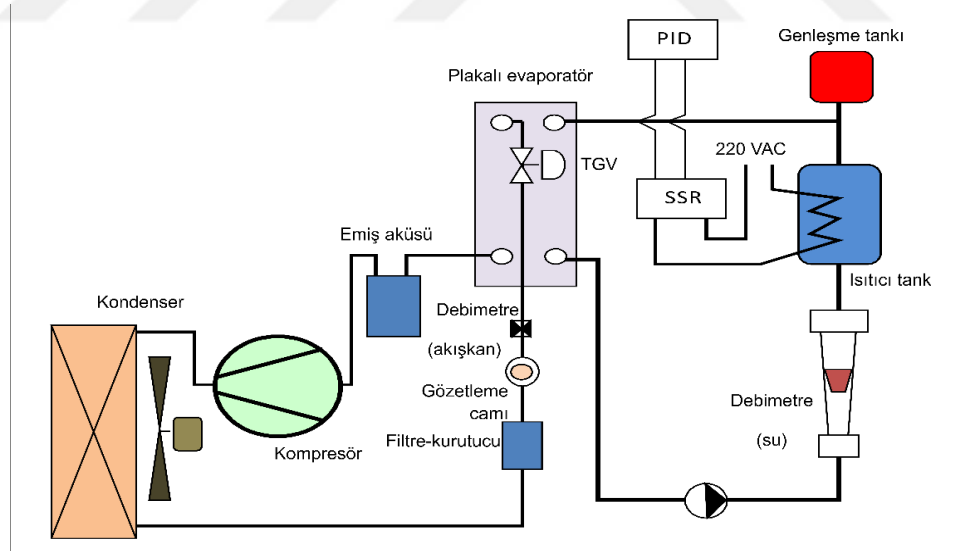 PID
Genleşme tankı
Plakalı evaporatör
220 VAC
TGV
SSR
Emiş aküsü
Isıtıcı tank
Kondenser
Debimetre
(akışkan)
Gözetleme
camı
Debimetre
(su)
Filtre-kurutucu
Kompresör